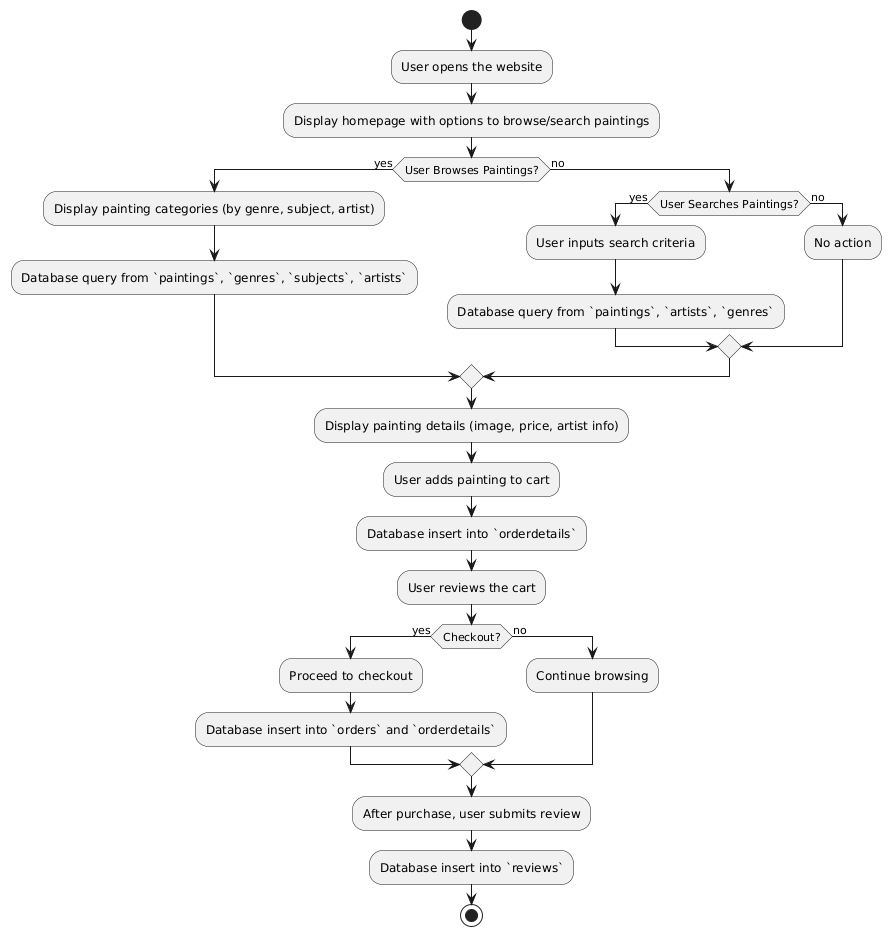 User opens the website
Display homepage with options to browse/search paintings
yes
User Browses Paintings?
no
Display painting categories (by genre, subject, artist)
Database query from `paintings`, `genres`, `subjects`, `artists`
yes
User Searches Paintings?
no
User inputs search criteria
No action
Database query from `paintings`, `artists`, `genres`
Display painting details (image, price, artist info)
User adds painting to cart
Database insert into `orderdetails`
User reviews the cart
yes
Checkout?
no
Proceed to checkout
Continue browsing
Database insert into `orders` and `orderdetails`
After purchase, user submits review
Database insert into `reviews`